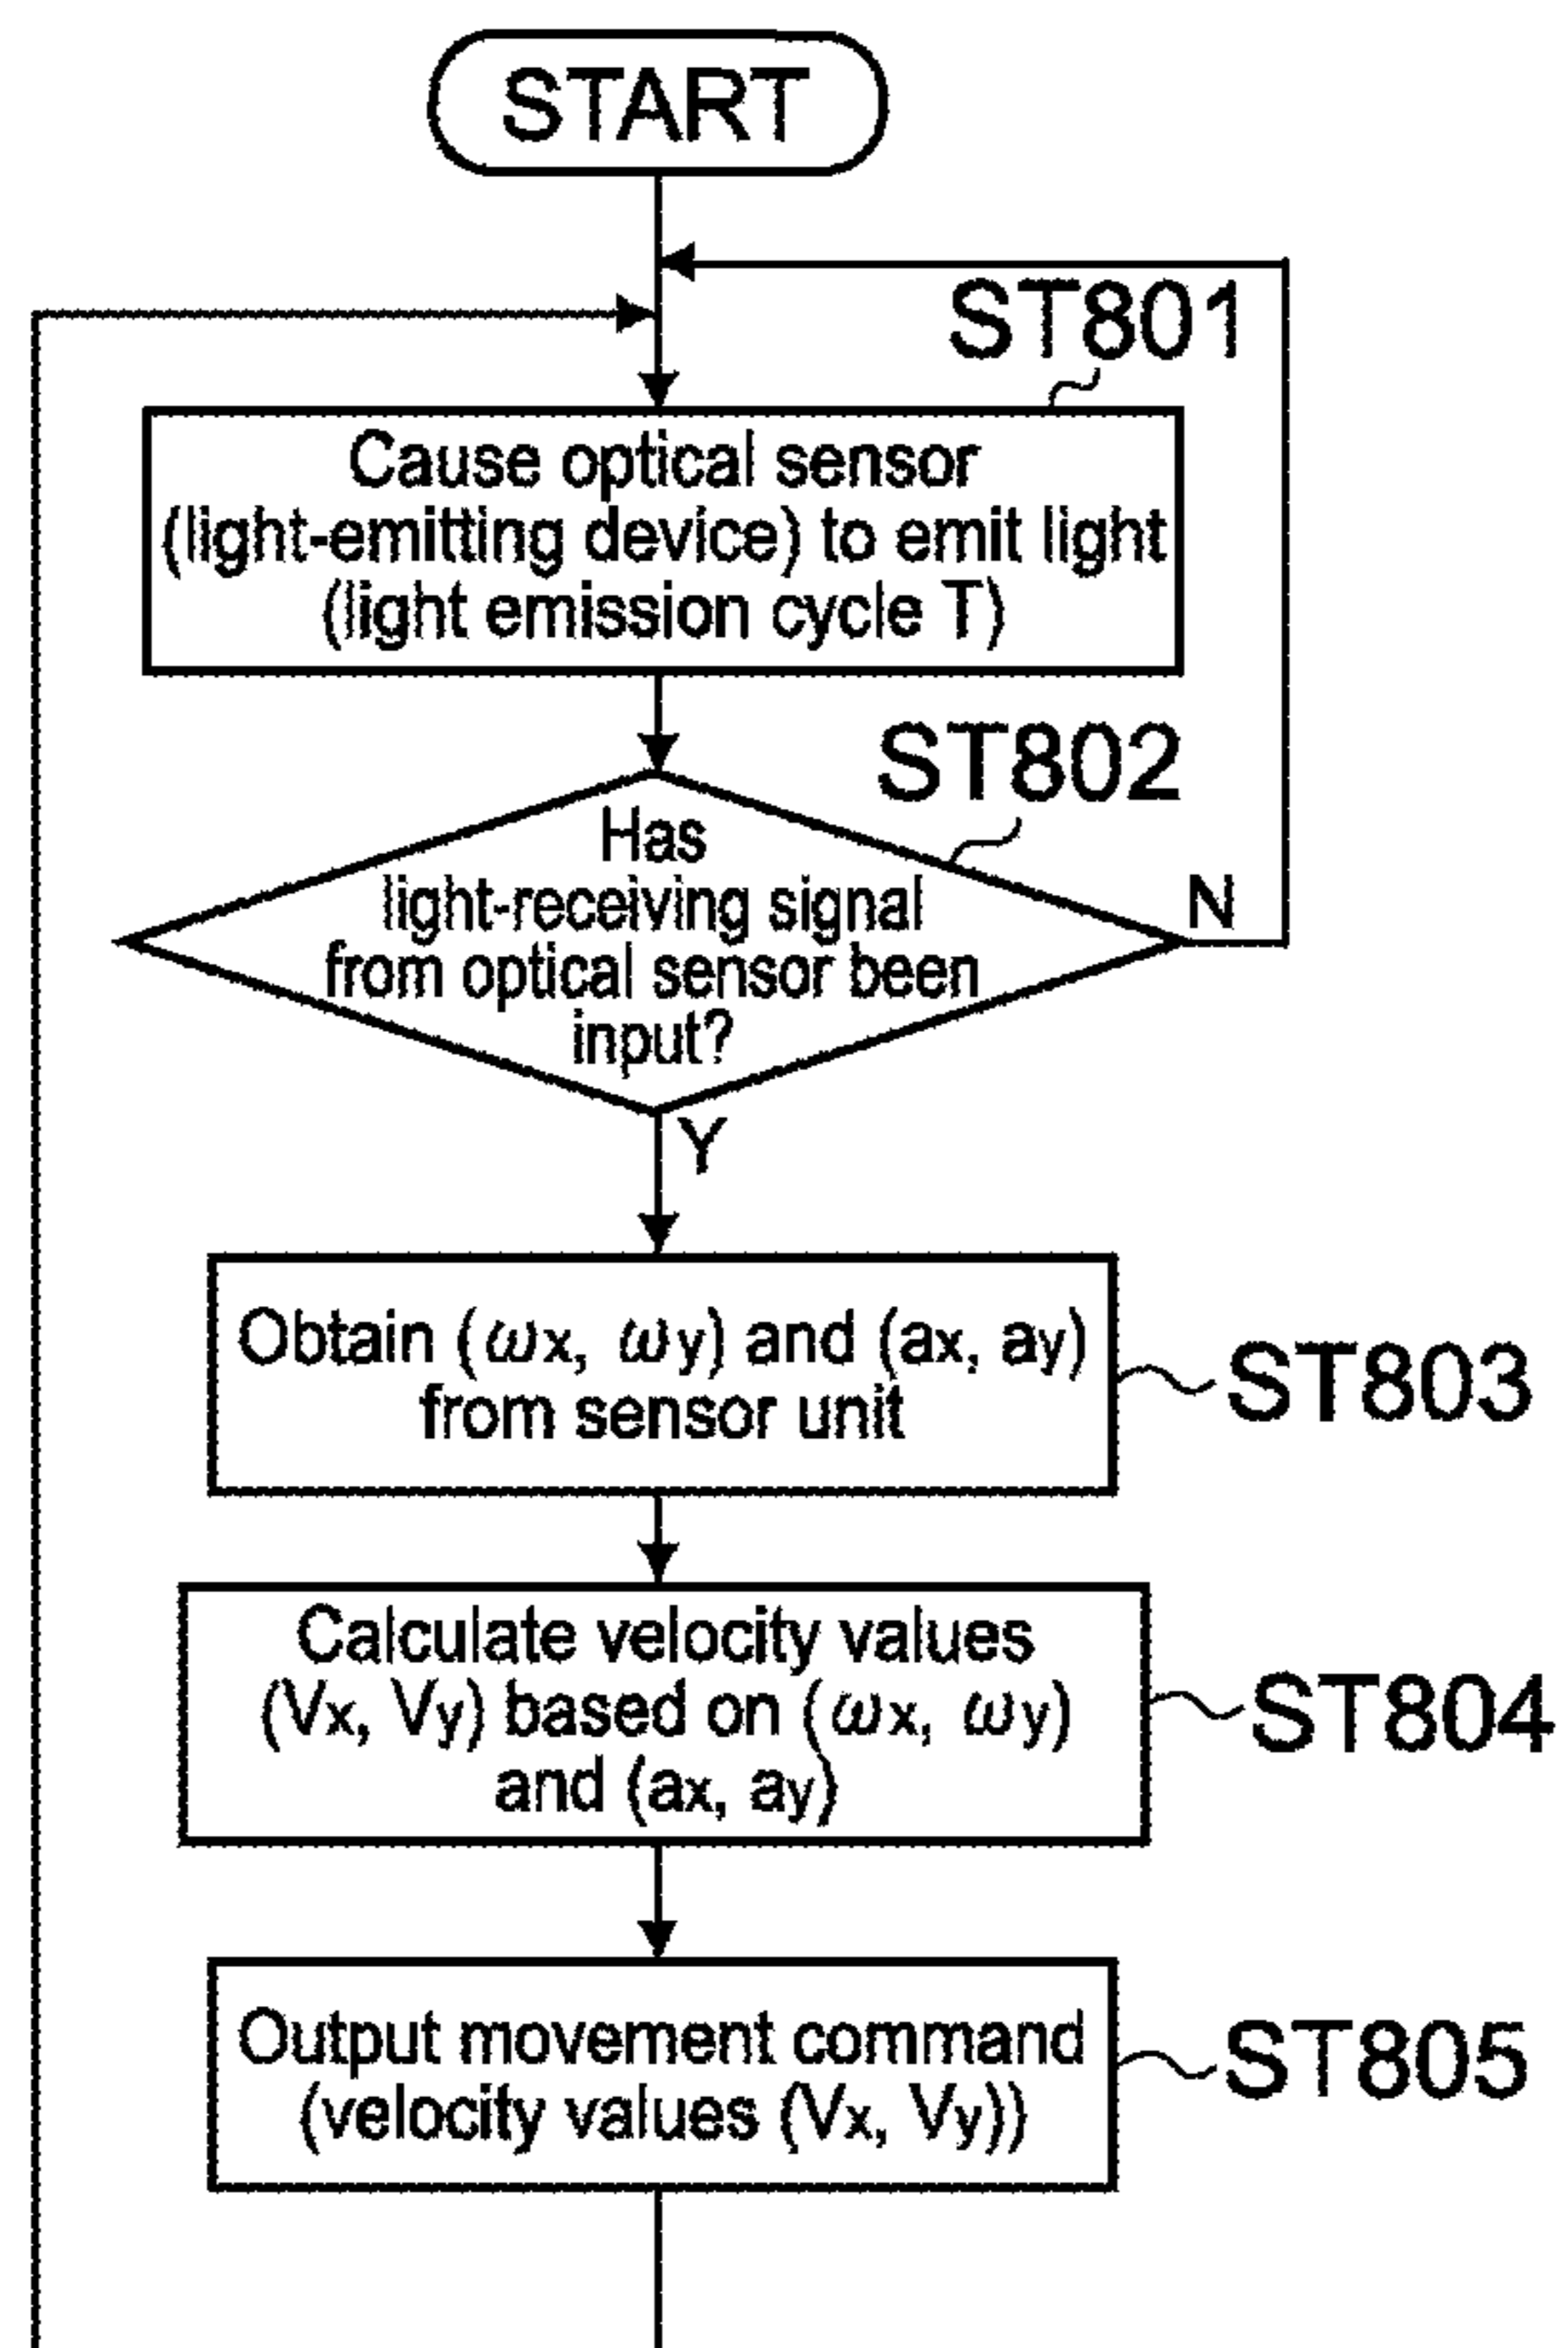 START
ST801
Cause optical sensor
(light-emitting device) to emit light
(light emission cycle T)
ST802
Has
light-receiving signal
from optical sensor been
input?
N
Y
Obtain (ωx, ωy) and (ax, ay)
from sensor unit
ST803
Calculate velocity values
(Vx, Vy) based on (ωx, ωy)
and (ax, ay)
ST804
Output movement command
(velocity values (Vx, Vy))
ST805